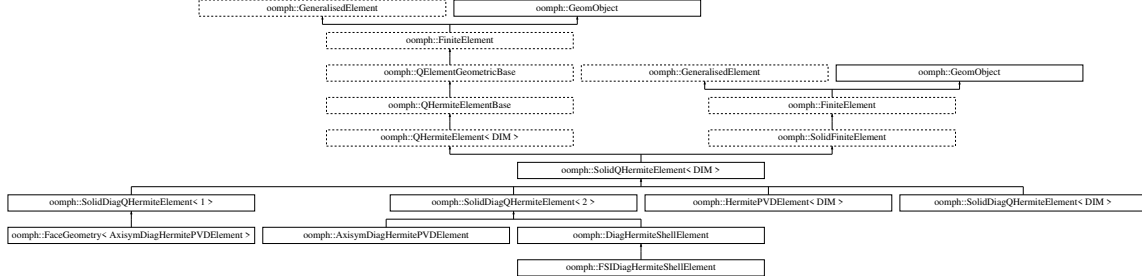 oomph::GeneralisedElement
oomph::GeomObject
oomph::FiniteElement
oomph::QElementGeometricBase
oomph::GeneralisedElement
oomph::GeomObject
oomph::QHermiteElementBase
oomph::FiniteElement
oomph::QHermiteElement< DIM >
oomph::SolidFiniteElement
oomph::SolidQHermiteElement< DIM >
oomph::SolidDiagQHermiteElement< 1 >
oomph::SolidDiagQHermiteElement< 2 >
oomph::HermitePVDElement< DIM >
oomph::SolidDiagQHermiteElement< DIM >
oomph::FaceGeometry< AxisymDiagHermitePVDElement >
oomph::AxisymDiagHermitePVDElement
oomph::DiagHermiteShellElement
oomph::FSIDiagHermiteShellElement